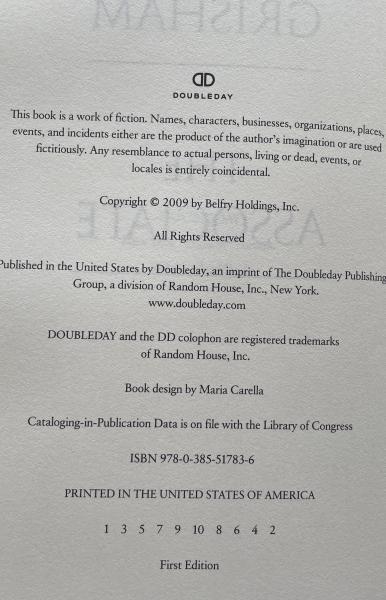 GRISHAM
DOUBLEDAY
This book is a work of fiction. Names, characters, businesses, organizations, places,
events, and incidents either are the product of the author's imagination or are used
fictitiously. Any resemblance to actual persons, living or dead, events, or
locales is entirely coincidental.
THE
Copyright © 2009 by Belfry Holdings, Inc.
ASSOCIATE
All Rights Reserved
Published in the United States by Doubleday, an imprint of The Doubleday Publishing
Group, a division of Random House, Inc., New York.
www.doubleday.com
DOUBLEDAY and the DD colophon are registered trademarks
of Random House, Inc.
Book design by Maria Carella
Cataloging-in-Publication Data is on file with the Library of Congress
ISBN 978-0-385-51783-6
PRINTED IN THE UNITED STATES OF AMERICA
1 3 5 7 9 10 8 6 4 2
First Edition